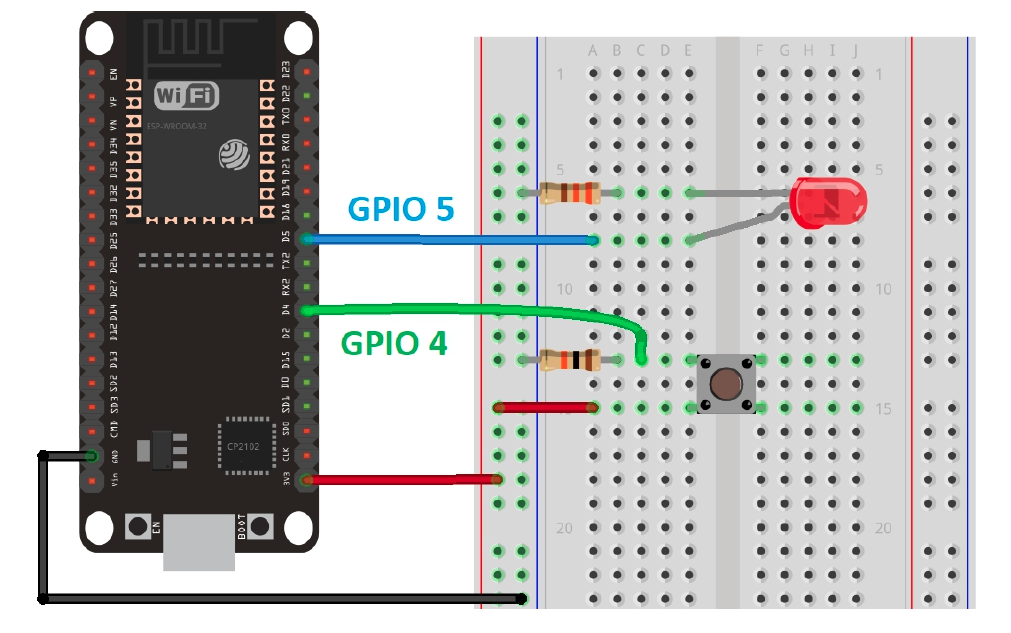 EN
VP
VN
D34
D35
D32
D33
D25
D26
D27
D14
D12
D13
SD2
SD3
CMD
GND
Vin
WiFi
ESP-WROOM-32
CP2102
EN
BOOT
D23
D22
TX0
RX0
D21
D19
D5
TX2
RX2
D4
D2
D15
D0
SD1
SD0
CLK
3V3
GPIO 5
GPIO 4
A B C D E F G H I J
1 1
5 5
10 10
15
20 20